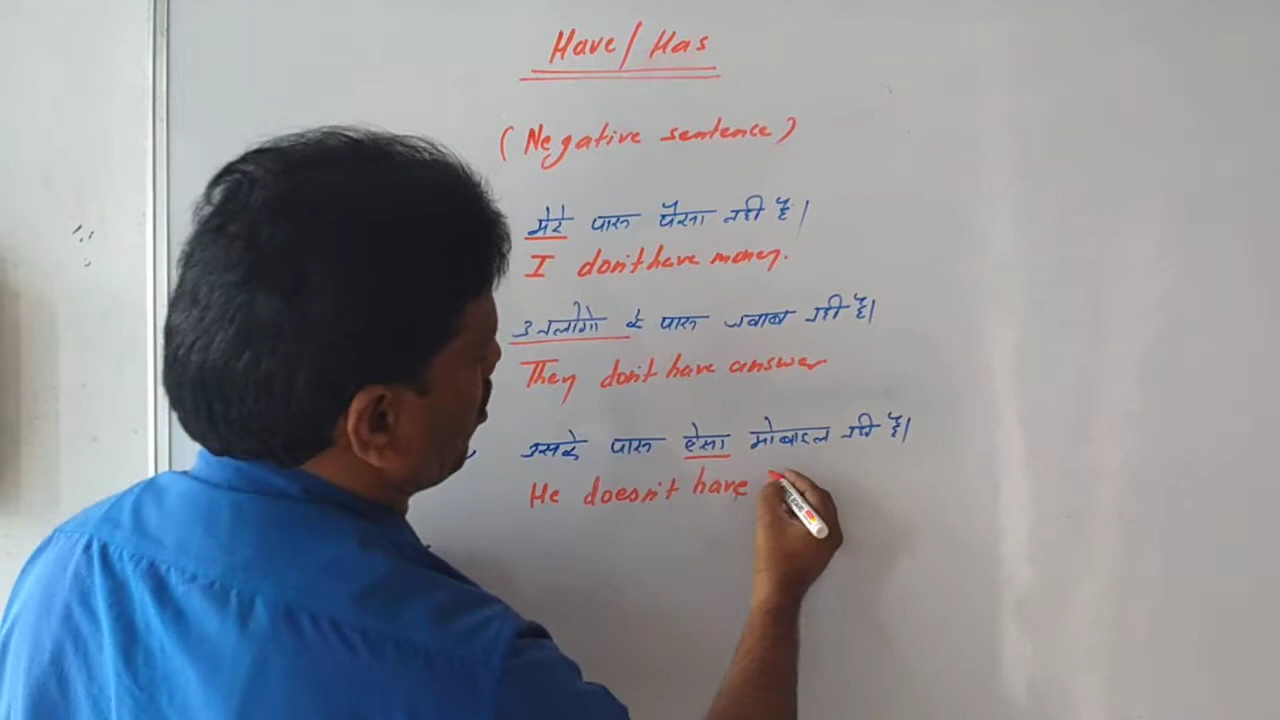 Have/Has
(Negative sentence)
मेरे पास पैसा नही है।
I don't have money.
उनलोगो के पास जवाब नही है।
They don't have answer
उसके पास ऐसा मोबाइल नही है।
He doesn't have